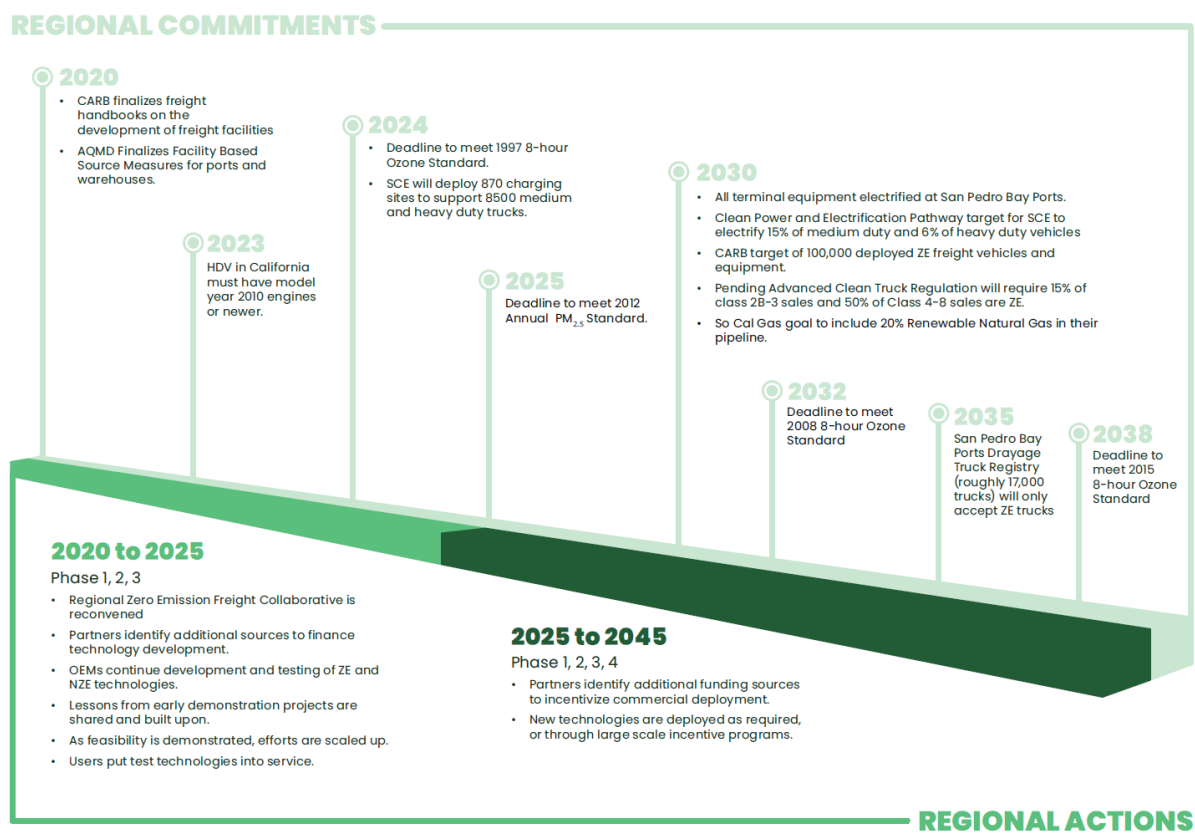 REGIONAL COMMITMENTS
2020
• CARB finalizes freight
handbooks on the
development of freight facilities
• AQMD Finalizes Facility Based
Source Measures for ports and
warehouses.
2023
HDV in California
must have model
year 2010 engines
or newer.
2024
• Deadline to meet 1997 8-hour
Ozone Standard.
• SCE will deploy 870 charging
sites to support 8500 medium
and heavy duty trucks.
2025
Deadline to meet 2012
Annual PM2.5 Standard.
2030
• All terminal equipment electrified at San Pedro Bay Ports.
• Clean Power and Electrification Pathway target for SCE to
electrify 15% of medium duty and 6% of heavy duty vehicles
• CARB target of 100,000 deployed ZE freight vehicles and
equipment.
• Pending Advanced Clean Truck Regulation will require 15% of
class 2B-3 sales and 50% of Class 4-8 sales are ZE.
• So Cal Gas goal to include 20% Renewable Natural Gas in their
pipeline.
2032
Deadline to meet
2008 8-hour Ozone
Standard
2035
San Pedro Bay
Ports Drayage
Truck Registry
(roughly 17,000
trucks) will only
accept ZE trucks
2038
Deadline to
meet 2015
8-hour Ozone
Standard
2020 to 2025
Phase 1, 2, 3
• Regional Zero Emission Freight Collaborative is
reconvened
• Partners identify additional sources to finance
technology development.
• OEMs continue development and testing of ZE and
NZE technologies.
• Lessons from early demonstration projects are
shared and built upon.
• As feasibility is demonstrated, efforts are scaled up.
• Users put test technologies into service.
2025 to 2045
Phase 1, 2, 3, 4
• Partners identify additional funding sources
to incentivize commercial deployment.
• New technologies are deployed as required,
or through large scale incentive programs.
REGIONAL ACTIONS